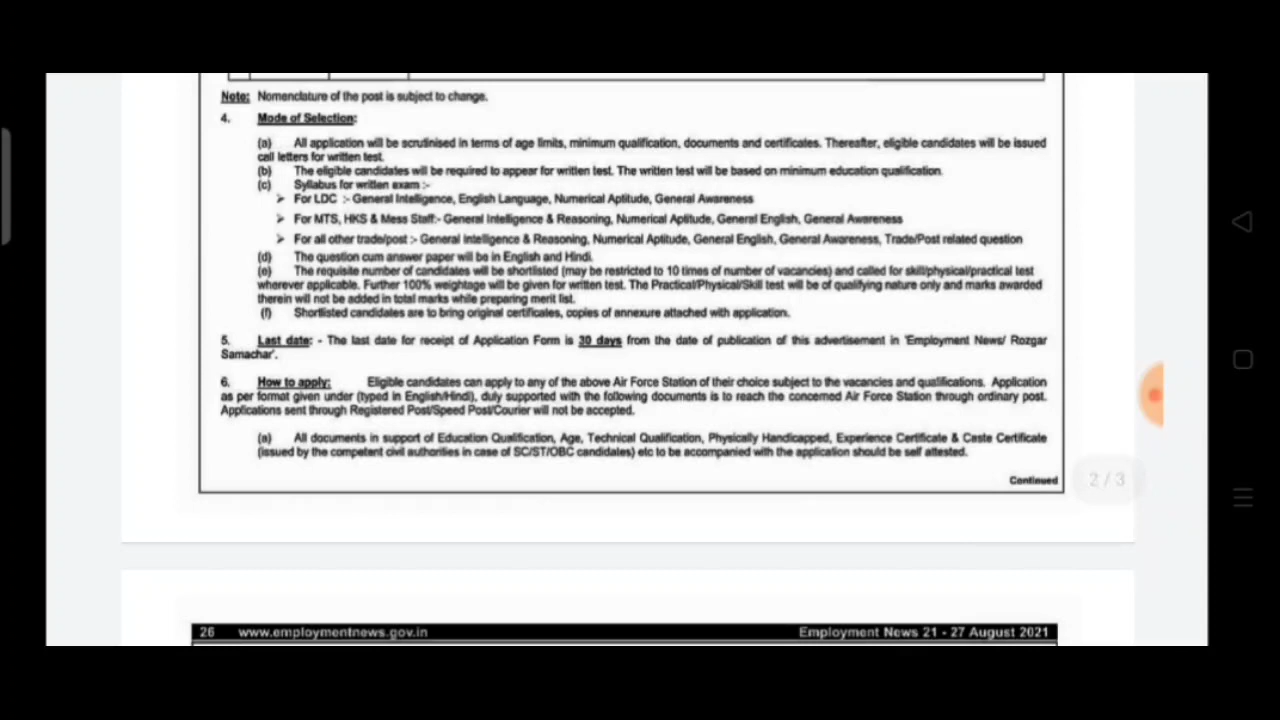 Note: Nomenclature of the post is subject to change.
4. Mode of Selection:
(a) All application will be scrutinised in terms of age limits, minimum qualification, documents and certificates. Thereafter, eligible candidates will be issued
call letters for written test.
(b) The eligible candidates will be required to appear for written test. The written test will be based on minimum education qualification.
(c) Syllabus for written exam :-
➢ For LDC :- General Intelligence, English Language, Numerical Aptitude, General Awareness
➢ For MTS, HKS & Mess Staff:- General Intelligence & Reasoning, Numerical Aptitude, General English, General Awareness
➢ For all other trade/post :- General Intelligence & Reasoning, Numerical Aptitude, General English, General Awareness, Trade/Post related question
(d) The question cum answer paper will be in English and Hindi.
(e) The requisite number of candidates will be shortlisted (may be restricted to 10 times of number of vacancies) and called for skill/physical/practical test
wherever applicable. Further 100% weightage will be given for written test. The Practical/Physical/Skill test will be of qualifying nature only and marks awarded
therein will not be added in total marks while preparing merit list.
(f) Shortlisted candidates are to bring original certificates, copies of annexure attached with application.
5. Last date: - The last date for receipt of Application Form is 30 days from the date of publication of this advertisement in 'Employment News/ Rozgar
Samachar'.
6. How to apply: Eligible candidates can apply to any of the above Air Force Station of their choice subject to the vacancies and qualifications. Application
as per format given under (typed in English/Hindi), duly supported with the following documents is to reach the concerned Air Force Station through ordinary post.
Applications sent through Registered Post/Speed Post/Courier will not be accepted.
(a) All documents in support of Education Qualification, Age, Technical Qualification, Physically Handicapped, Experience Certificate & Caste Certificate
(issued by the competent civil authorities in case of SC/ST/OBC candidates) etc to be accompanied with the application should be self attested.
Continued
2 / 3
26 www.employmentnews.gov.in Employment News 21 - 27 August 2021